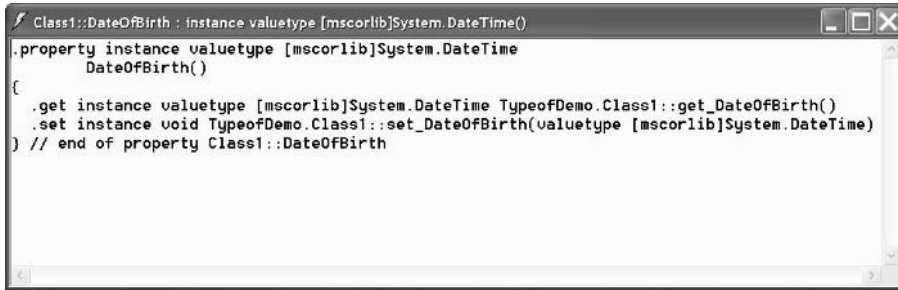 Class1::DateOfBirth : instance valuetype [mscorlib]System.DateTime()
.property instance valuetype [mscorlib]System.DateTime
        DateOfBirth()
{
  .get instance valuetype [mscorlib]System.DateTime TypeofDemo.Class1::get_DateOfBirth()
  .set instance void TypeofDemo.Class1::set_DateOfBirth(valuetype [mscorlib]System.DateTime)
} // end of property Class1::DateOfBirth